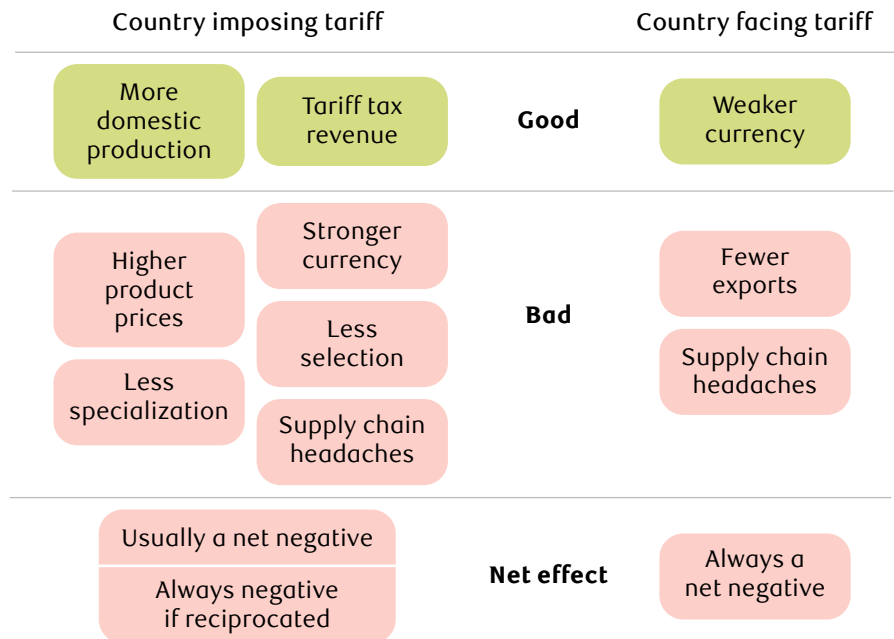 Country imposing tariff
Country facing tariff
More
domestic
production
Tariff tax
revenue
Good
Weaker
currency
Higher
product
prices
Less
specialization
Stronger
currency
Less
selection
Supply chain
headaches
Bad
Fewer
exports
Supply chain
headaches
Usually a net negative
Always negative
if reciprocated
Net effect
Always a
net negative